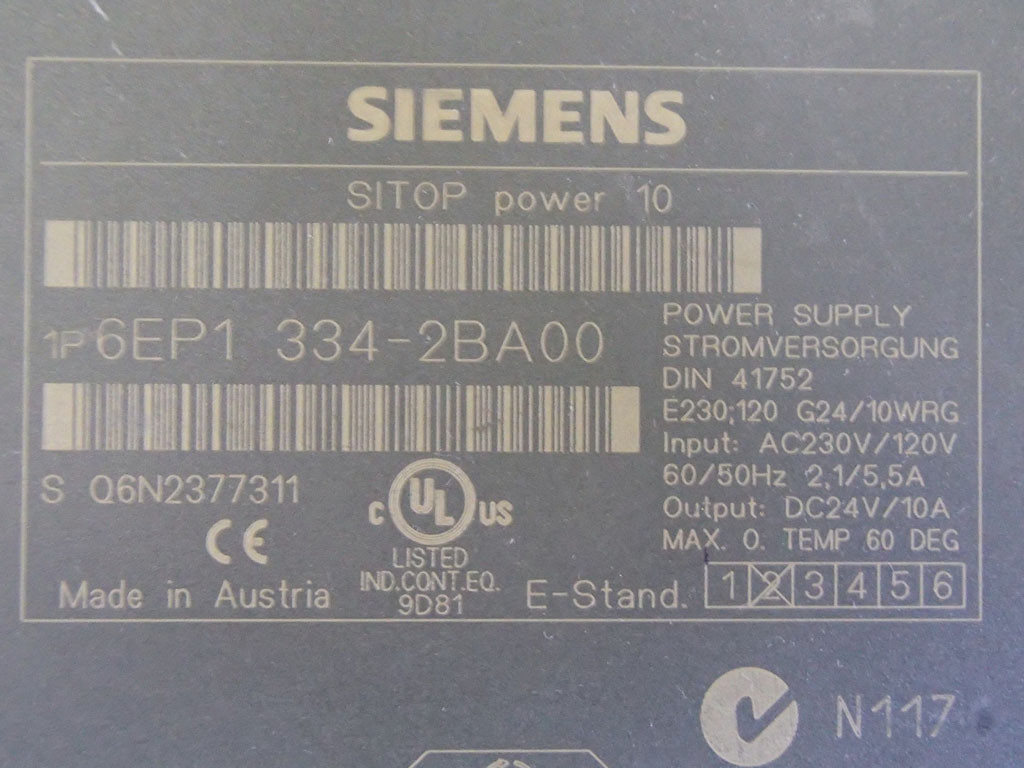 SIEMENS
SITOP power 10
1P 6EP1 334-2BA00
POWER SUPPLY
STROMVERSORGUNG
DIN 41752
E230;120 G24/10WRG
Input: AC230V/120V
60/50Hz 2,1/5,5A
Output: DC24V/10A
MAX. O. TEMP 60 DEG
S Q6N2377311
CE
c UL US
LISTED
IND.CONT.EQ.
9D81
Made in Austria
E-Stand. 1 2 3 4 5 6
N117